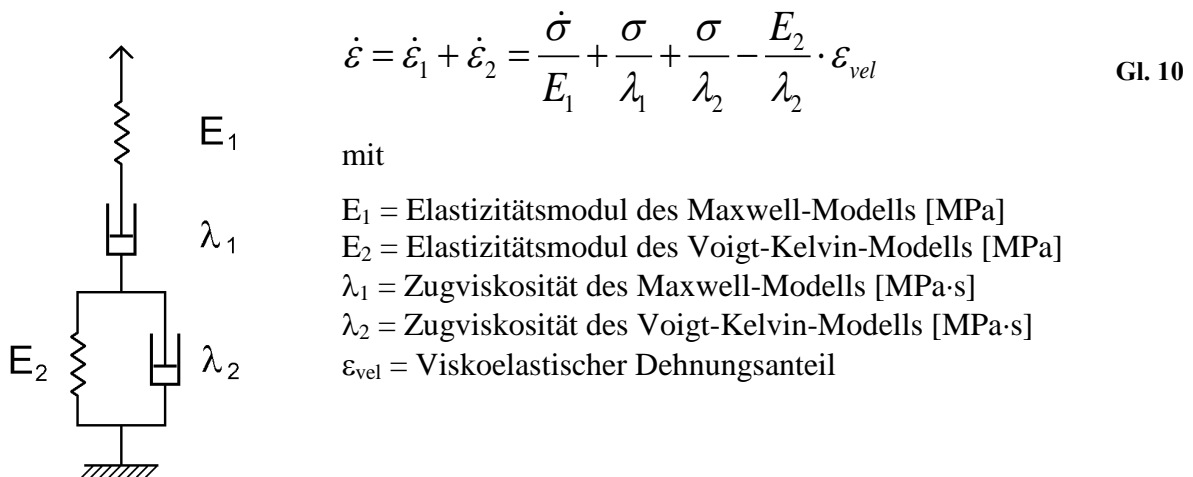 ε̇ = ε̇₁ + ε̇₂ = σ̇/E₁ + σ/λ₁ + σ/λ₂ − E₂/λ₂ · εᵥₑₗ Gl. 10
mit
E₁ = Elastizitätsmodul des Maxwell-Modells [MPa]
E₂ = Elastizitätsmodul des Voigt-Kelvin-Modells [MPa]
λ₁ = Zugviskosität des Maxwell-Modells [MPa·s]
λ₂ = Zugviskosität des Voigt-Kelvin-Modells [MPa·s]
εᵥₑₗ = Viskoelastischer Dehnungsanteil
E₁
λ₁
E₂ λ₂